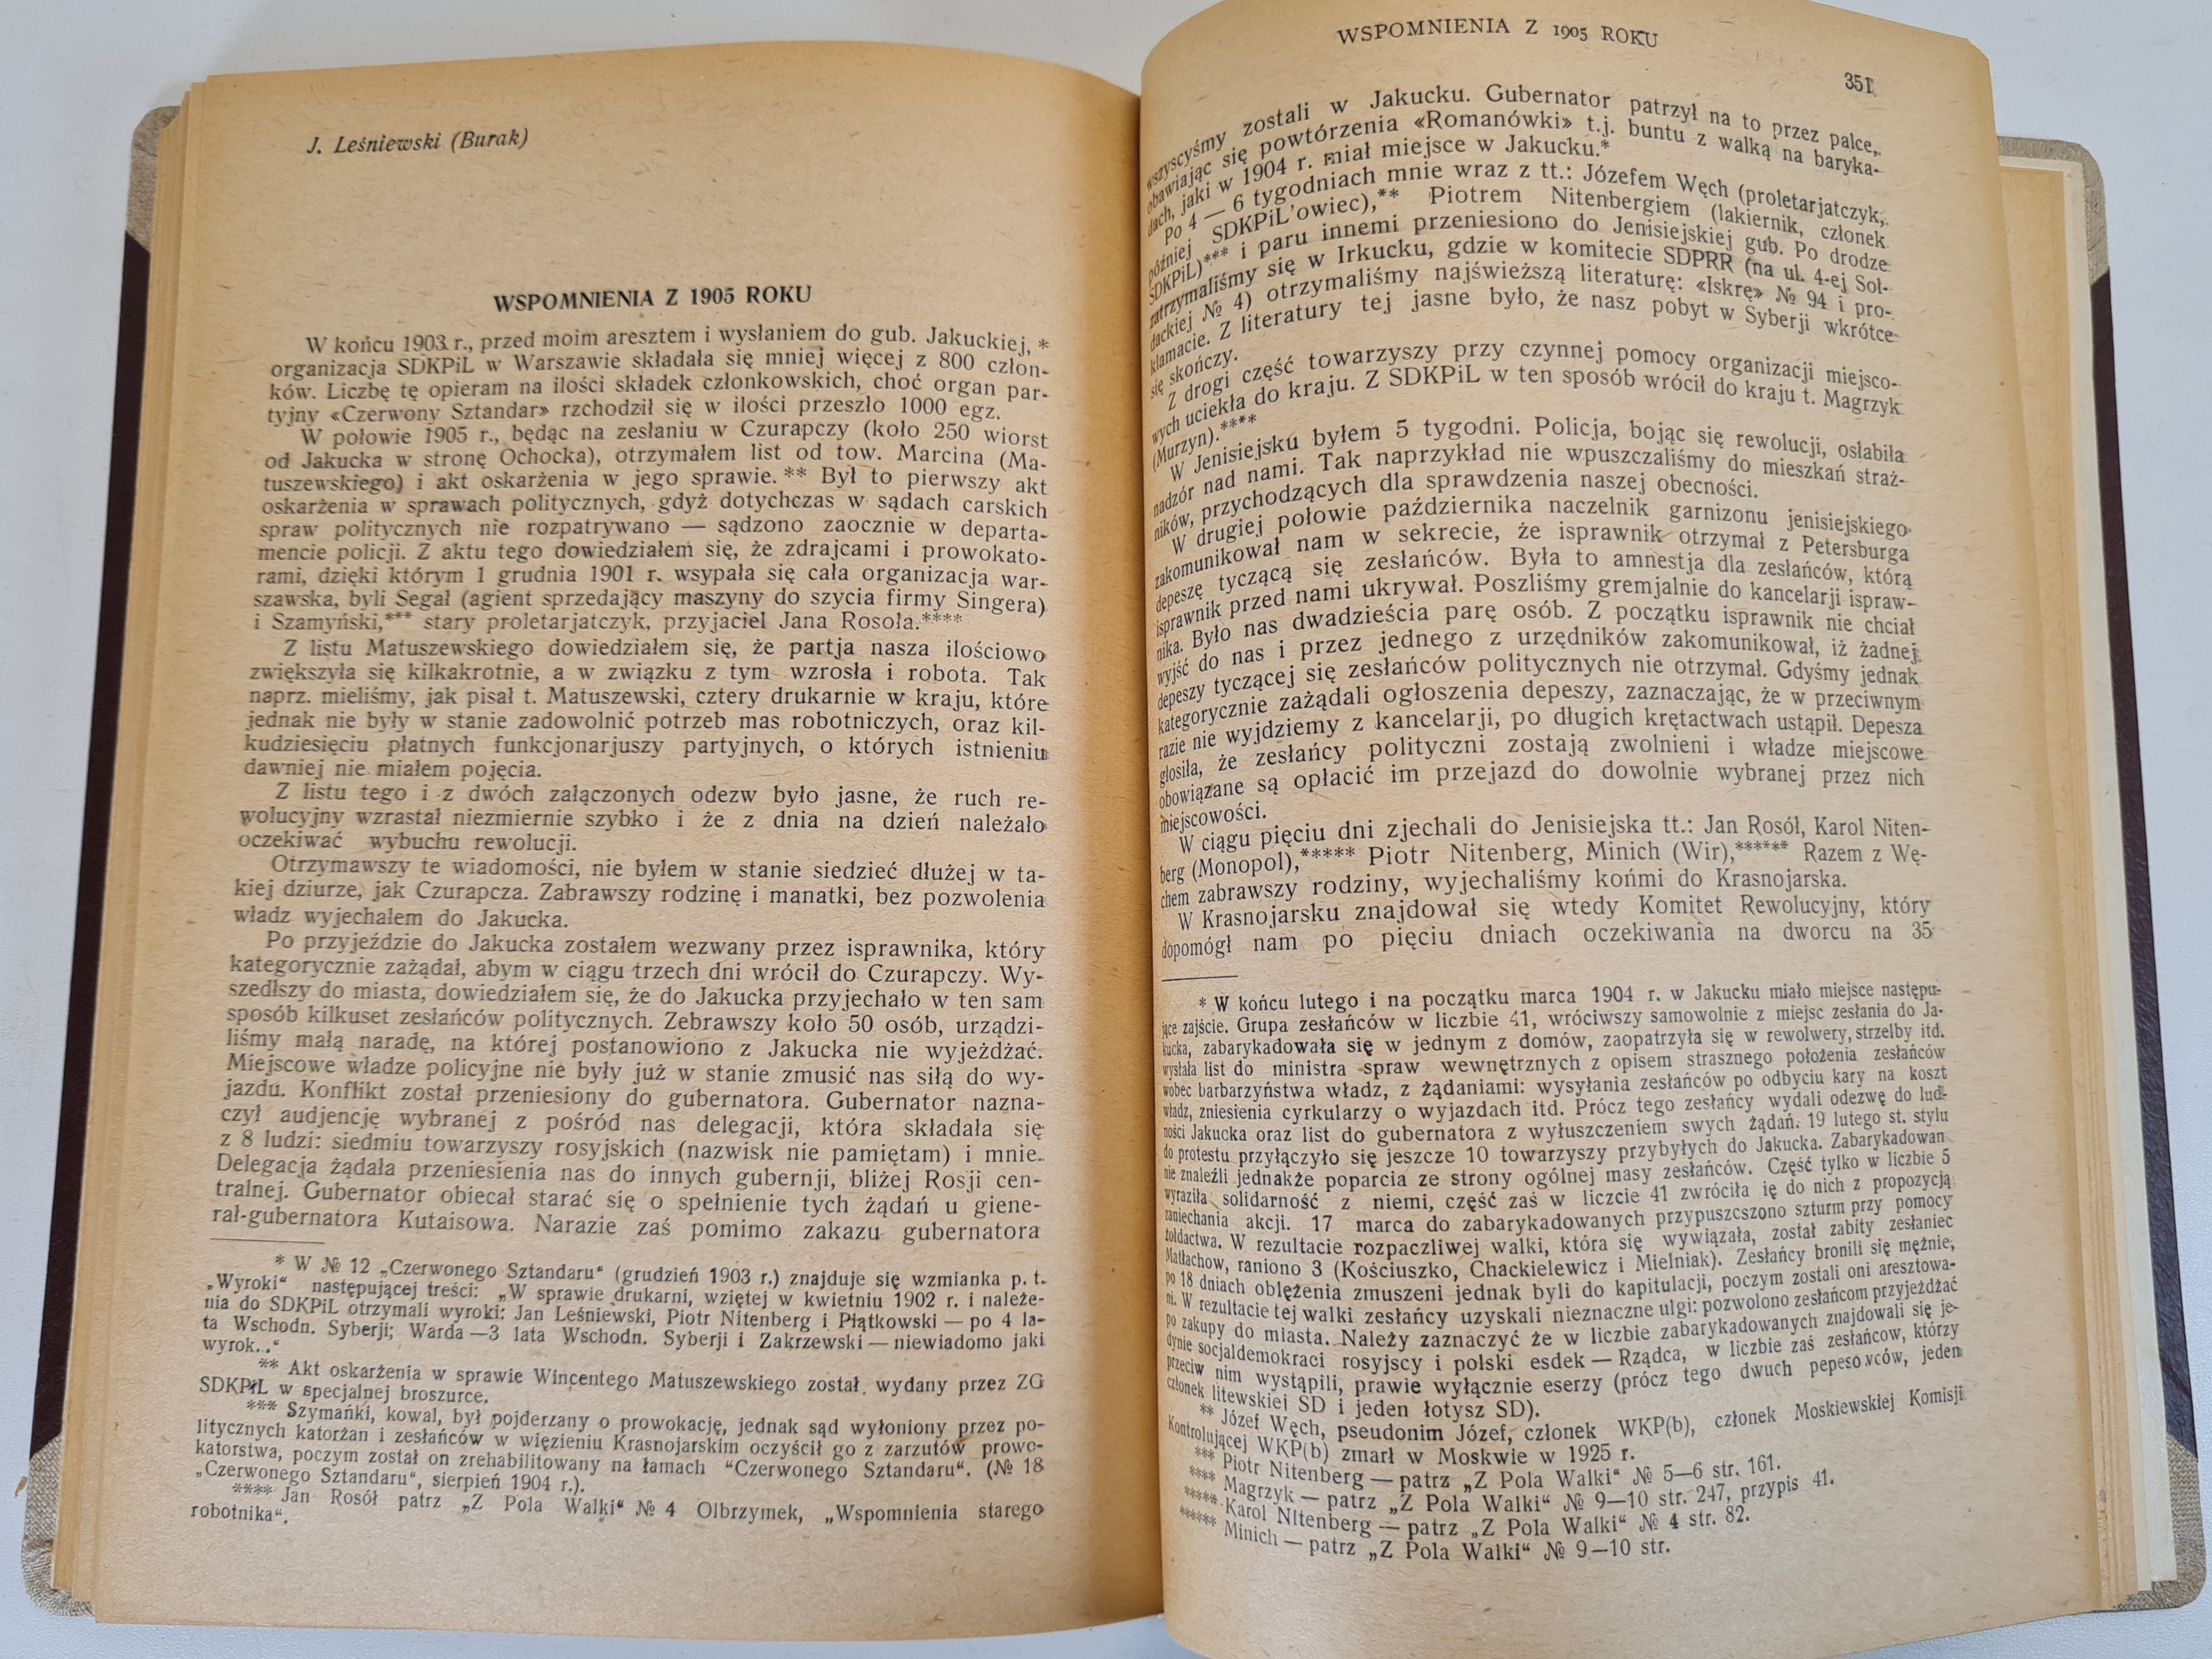 J. Leśniewski (Burak)
WSPOMNIENIA Z 1905 ROKU
W końcu 1903 r., przed moim aresztem i wysłaniem do gub. Jakuckiej, *
organizacja SDKPiL w Warszawie składała się mniej więcej z 800 człon-
ków. Liczbę tę opieram na ilości składek członkowskich, choć organ par-
tyjny «Czerwony Sztandar» rzchodził się w ilości przeszło 1000 egz.
W połowie 1905 r., będąc na zesłaniu w Czurapczy (koło 250 wiorst
od Jakucka w stronę Ochocka), otrzymałem list od tow. Marcina (Ma-
tuszewskiego) i akt oskarżenia w jego sprawie. ** Był to pierwszy akt
oskarżenia w sprawach politycznych, gdyż dotychczas w sądach carskich
spraw politycznych nie rozpatrywano — sądzono zaocznie w departa-
mencie policji. Z aktu tego dowiedziałem się, że zdrajcami i prowokato-
rami, dzięki którym 1 grudnia 1901 r. wsypała się cała organizacja war-
szawska, byli Segał (agient sprzedający maszyny do szycia firmy Singera)
i Szamyński,*** stary proletarjatczyk, przyjaciel Jana Rosoła.****
Z listu Matuszewskiego dowiedziałem się, że partja nasza ilościowo
zwiększyła się kilkakrotnie, a w związku z tym wzrosła i robota. Tak
naprz. mieliśmy, jak pisał t. Matuszewski, cztery drukarnie w kraju, które
jednak nie były w stanie zadowolnić potrzeb mas robotniczych, oraz kil-
kudziesięciu płatnych funkcjonarjuszy partyjnych, o których istnieniu
dawniej nie miałem pojęcia.
Z listu tego i z dwóch załączonych odezw było jasne, że ruch re-
wolucyjny wzrastał niezmiernie szybko i że z dnia na dzień należało
oczekiwać wybuchu rewolucji.
Otrzymawszy te wiadomości, nie byłem w stanie siedzieć dłużej w ta-
kiej dziurze, jak Czurapcza. Zabrawszy rodzinę i manatki, bez pozwolenia
władz wyjechałem do Jakucka.
Po przyjeździe do Jakucka zostałem wezwany przez isprawnika, który
kategorycznie zażądał, abym w ciągu trzech dni wrócił do Czurapczy. Wy-
szedłszy do miasta, dowiedziałem się, że do Jakucka przyjechało w ten sam
sposób kilkuset zesłańców politycznych. Zebrawszy koło 50 osób, urządzi-
liśmy małą naradę, na której postanowiono z Jakucka nie wyjeżdżać.
Miejscowe władze policyjne nie były już w stanie zmusić nas siłą do wy-
jazdu. Konflikt został przeniesiony do gubernatora. Gubernator nazna-
czył audjencję wybranej z pośród nas delegacji, która składała się
z 8 ludzi: siedmiu towarzyszy rosyjskich (nazwisk nie pamiętam) i mnie.
Delegacja żądała przeniesienia nas do innych gubernji, bliżej Rosji cen-
tralnej. Gubernator obiecał starać się o spełnienie tych żądań u giene-
rał-gubernatora Kutaisowa. Narazie zaś pomimo zakazu gubernatora
* W № 12 „Czerwonego Sztandaru“ (grudzień 1903 r.) znajduje się wzmianka p. t.
„Wyroki“ następującej treści: „W sprawie drukarni, wziętej w kwietniu 1902 r. i należe-
nia do SDKPiL otrzymali wyroki: Jan Leśniewski, Piotr Nitenberg i Piątkowski — po 4 la-
ta Wschodn. Syberji; Warda — 3 lata Wschodn. Syberji i Zakrzewski — niewiadomo jaki
wyrok..“
** Akt oskarżenia w sprawie Wincentego Matuszewskiego został wydany przez ZG
SDKPiL w specjalnej broszurce.
*** Szymańki, kowal, był pojderzany o prowokację, jednak sąd wyłoniony przez po-
litycznych katorżan i zesłańców w więzieniu Krasnojarskim oczyścił go z zarzutów prowo-
katorstwa, poczym został on zrehabilitowany na łamach “Czerwonego Sztandaru“. (№ 18
„Czerwonego Sztandaru“, sierpień 1904 r.).
**** Jan Rosół patrz „Z Pola Walki“ № 4 Olbrzymek, „Wspomnienia starego
robotnika“.
WSPOMNIENIA Z 1905 ROKU
351
wszyscyśmy zostali w Jakucku. Gubernator patrzył na to przez palce,
obawiając się powtórzenia «Romanówki» t.j. buntu z walką na baryka-
dach, jaki w 1904 r. miał miejsce w Jakucku.*
Po 4 — 6 tygodniach mnie wraz z tt.: Józefem Węch (proletarjatczyk,
później SDKPiL’owiec),** Piotrem Nitenbergiem (lakiernik, członek
SDKPiL)*** i paru innemi przeniesiono do Jenisiejskiej gub. Po drodze
zatrzymaliśmy się w Irkucku, gdzie w komitecie SDPRR (na ul. 4-ej Soł-
dackiej № 4) otrzymaliśmy najświeższą literaturę: «Iskrę» № 94 i pro-
klamacie. Z literatury tej jasne było, że nasz pobyt w Syberji wkrótce
się skończy.
Z drogi część towarzyszy przy czynnej pomocy organizacji miejsco-
wych uciekła do kraju. Z SDKPiL w ten sposób wrócił do kraju t. Magrzyk
(Murzyn).****
W Jenisiejsku byłem 5 tygodni. Policja, bojąc się rewolucji, osłabiła
nadzór nad nami. Tak naprzykład nie wpuszczaliśmy do mieszkań straż-
ników, przychodzących dla sprawdzenia naszej obecności.
W drugiej połowie października naczelnik garnizonu jenisiejskiego
zakomunikował nam w sekrecie, że isprawnik otrzymał z Petersburga
depeszę tyczącą się zesłańców. Była to amnestja dla zesłańców, którą
isprawnik przed nami ukrywał. Poszliśmy gremjalnie do kancelarji ispraw-
nika. Było nas dwadzieścia parę osób. Z początku isprawnik nie chciał
wyjść do nas i przez jednego z urzędników zakomunikował, iż żadnej
depeszy tyczącej się zesłańców politycznych nie otrzymał. Gdyśmy jednak
kategorycznie zażądali ogłoszenia depeszy, zaznaczając, że w przeciwnym
razie nie wyjdziemy z kancelarji, po długich krętactwach ustąpił. Depesza
głosiła, że zesłańcy polityczni zostają zwolnieni i władze miejscowe
obowiązane są opłacić im przejazd do dowolnie wybranej przez nich
miejscowości.
W ciągu pięciu dni zjechali do Jenisiejska tt.: Jan Rosół, Karol Niten-
berg (Monopol),***** Piotr Nitenberg, Minich (Wir),****** Razem z Wę-
chem zabrawszy rodziny, wyjechaliśmy końmi do Krasnojarska.
W Krasnojarsku znajdował się wtedy Komitet Rewolucyjny, który
dopomógł nam po pięciu dniach oczekiwania na dworcu na 35
* W końcu lutego i na początku marca 1904 r. w Jakucku miało miejsce następu-
jące zajście. Grupa zesłańców w liczbie 41, wróciwszy samowolnie z miejsc zesłania do Ja-
kucka, zabarykadowała się w jednym z domów, zaopatrzyła się w rewolwery, strzelby itd.
wysłała list do ministra spraw wewnętrznych z opisem strasznego położenia zesłańców
wobec barbarzyństwa władz, z żądaniami: wysyłania zesłańców po odbyciu kary na koszt
władz, zniesienia cyrkularzy o wyjazdach itd. Prócz tego zesłańcy wydali odezwę do lud-
ności Jakucka oraz list do gubernatora z wyłuszczeniem swych żądań. 19 lutego st. stylu
do protestu przyłączyło się jeszcze 10 towarzyszy przybyłych do Jakucka. Zabarykadowan
nie znaleźli jednakże poparcia ze strony ogólnej masy zesłańców. Część tylko w liczbie 5
wyraziła solidarność z niemi, część zaś w liczcie 41 zwróciła ię do nich z propozycją
zaniechania akcji. 17 marca do zabarykadowanych przypuszczono szturm przy pomocy
żołdactwa. W rezultacie rozpaczliwej walki, która się wywiązała, został zabity zesłaniec
Matłachow, raniono 3 (Kościuszko, Chackielewicz i Mielniak). Zesłańcy bronili się mężnie,
po 18 dniach oblężenia zmuszeni jednak byli do kapitulacji, poczym zostali oni aresztowa-
ni. W rezultacie tej walki zesłańcy uzyskali nieznaczne ulgi: pozwolono zesłańcom przyjeżdżać
po zakupy do miasta. Należy zaznaczyć że w liczbie zabarykadowanych znajdowali się je-
dynie socjaldemokraci rosyjscy i polski esdek — Rządca, w liczbie zaś zesłańcow, którzy
przeciw nim wystąpili, prawie wyłącznie eserzy (prócz tego dwuch pepesowców, jeden
członek litewskiej SD i jeden łotysz SD).
** Józef Węch, pseudonim Józef, członek WKP(b), członek Moskiewskiej Komisji
Kontrolującej WKP(b) zmarł w Moskwie w 1925 r.
*** Piotr Nitenberg — patrz „Z Pola Walki“ № 5—6 str. 161.
**** Magrzyk — patrz „Z Pola Walki“ № 9—10 str. 247, przypis 41.
***** Karol Nitenberg — patrz „Z Pola Walki“ № 4 str. 82.
****** Minich — patrz „Z Pola Walki“ № 9—10 str.